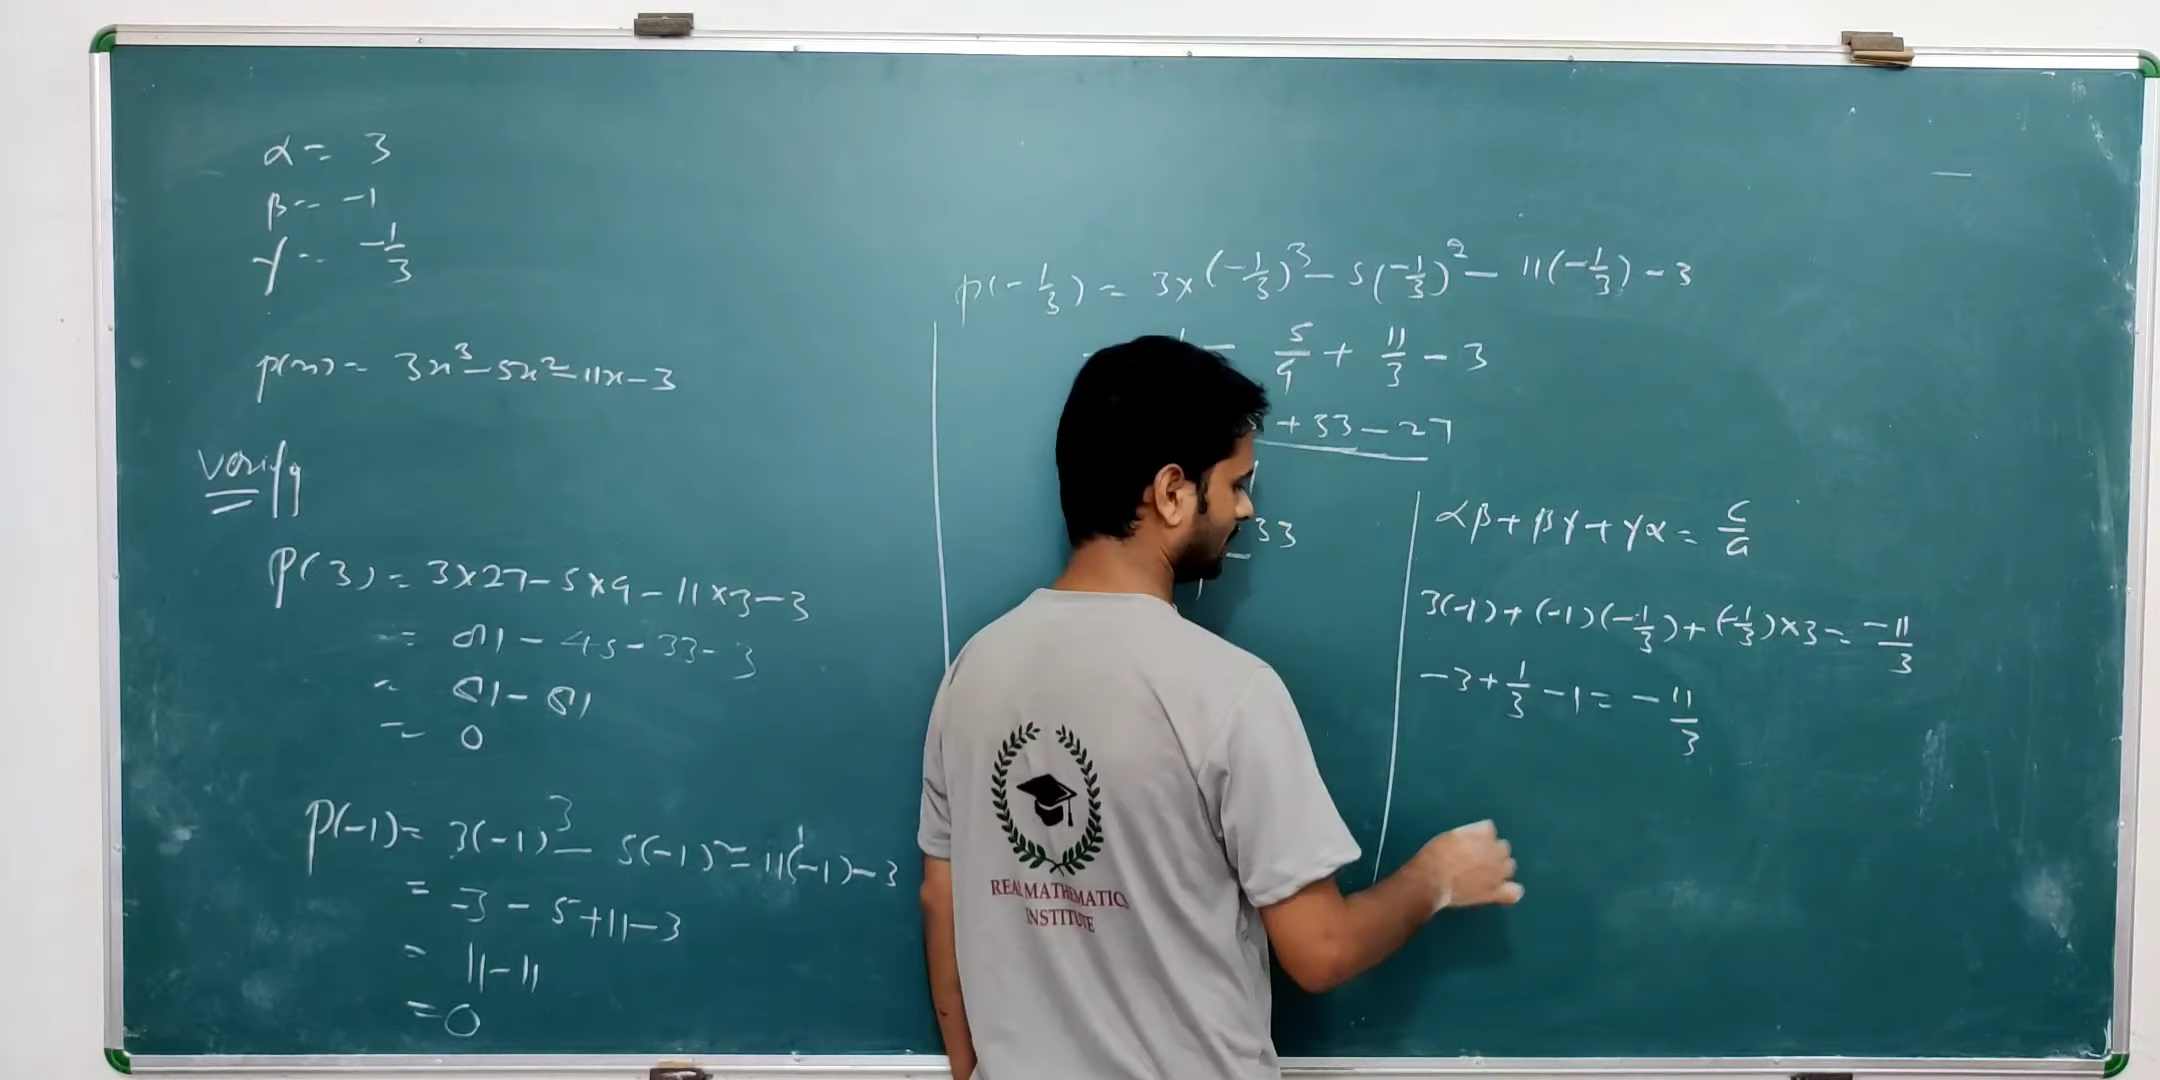 α = 3
β = -1
γ = -1/3
p(x) = 3x³-5x²-11x-3
Verify
P(3) = 3×27-5×9-11×3-3
= 81-45-33-3
= 81-81
= 0
P(-1) = 3(-1)³-5(-1)²-11(-1)-3
= -3-5+11-3
= 11-11
= 0
p(-1/3) = 3×(-1/3)³-5(-1/3)²-11(-1/3)-3
- 5/9 + 11/3 - 3
+33-27
33
αβ+βγ+γα = c/a
3(-1)+(-1)(-1/3)+(-1/3)×3 = -11/3
-3+1/3-1 = -11/3
REAL MATHEMATICS
INSTITUTE